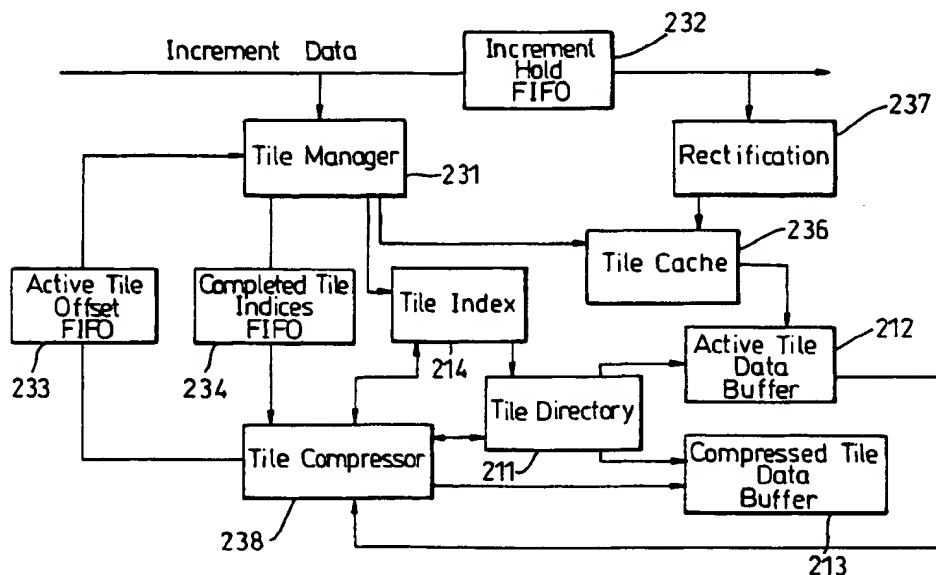 232
Increment Data
Increment
Hold
FIFO
237
Tile Manager
231
Rectification
236
Tile Cache
Active Tile
Offset
FIFO
233
Completed Tile
Indices
FIFO
234
Tile Index
214
212
Active Tile
Data
Buffer
Tile Directory
211
Tile Compressor
238
Compressed Tile
Data
Buffer
213